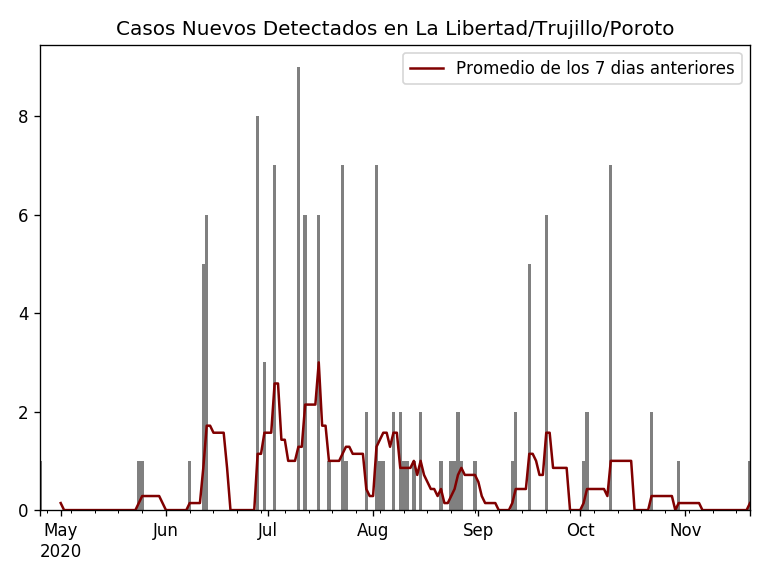 Casos Nuevos Detectados en La Libertad/Trujillo/Poroto
Promedio de los 7 dias anteriores
8
6
4
2
0
May Jun Jul Aug Sep Oct Nov
2020